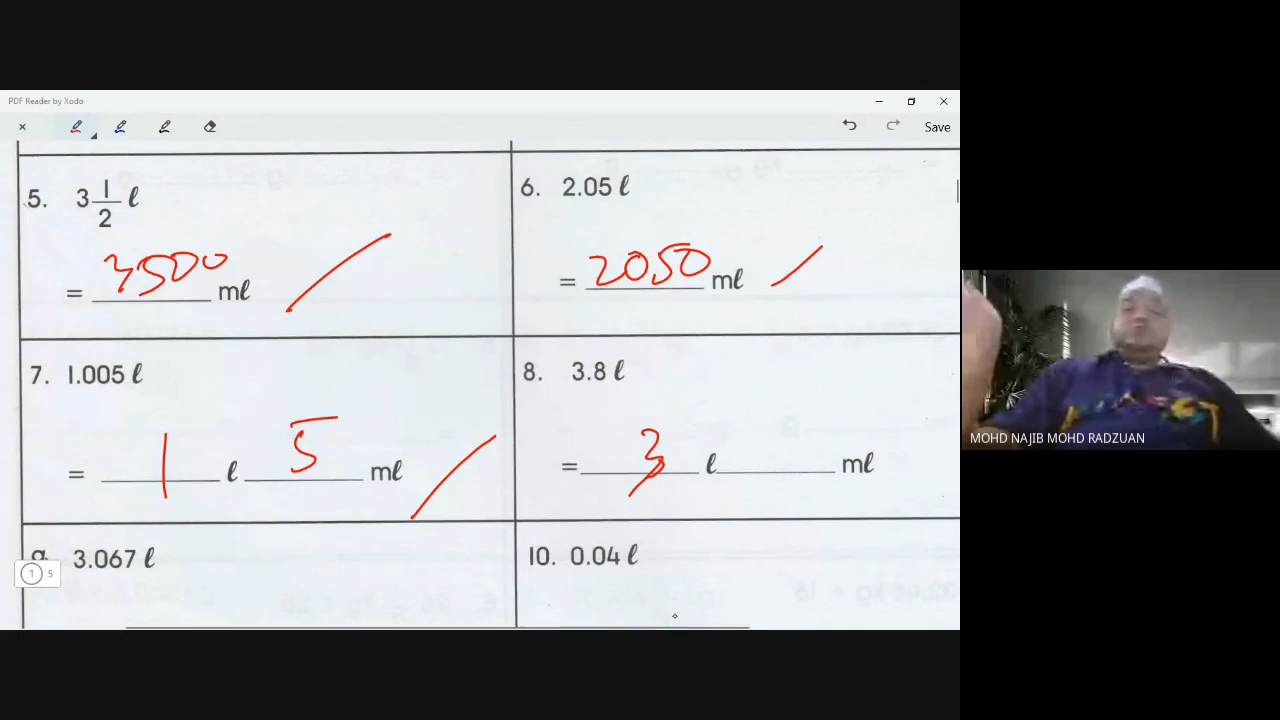 PDF Reader by Xodo
Save
5. 3 1/2 ℓ
= 3500 mℓ
6. 2.05 ℓ
= 2050 mℓ
7. 1.005 ℓ
= 1 ℓ 5 mℓ
8. 3.8 ℓ
= 3 ℓ mℓ
9. 3.067 ℓ
10. 0.04 ℓ
1 5
MOHD NAJIB MOHD RADZUAN